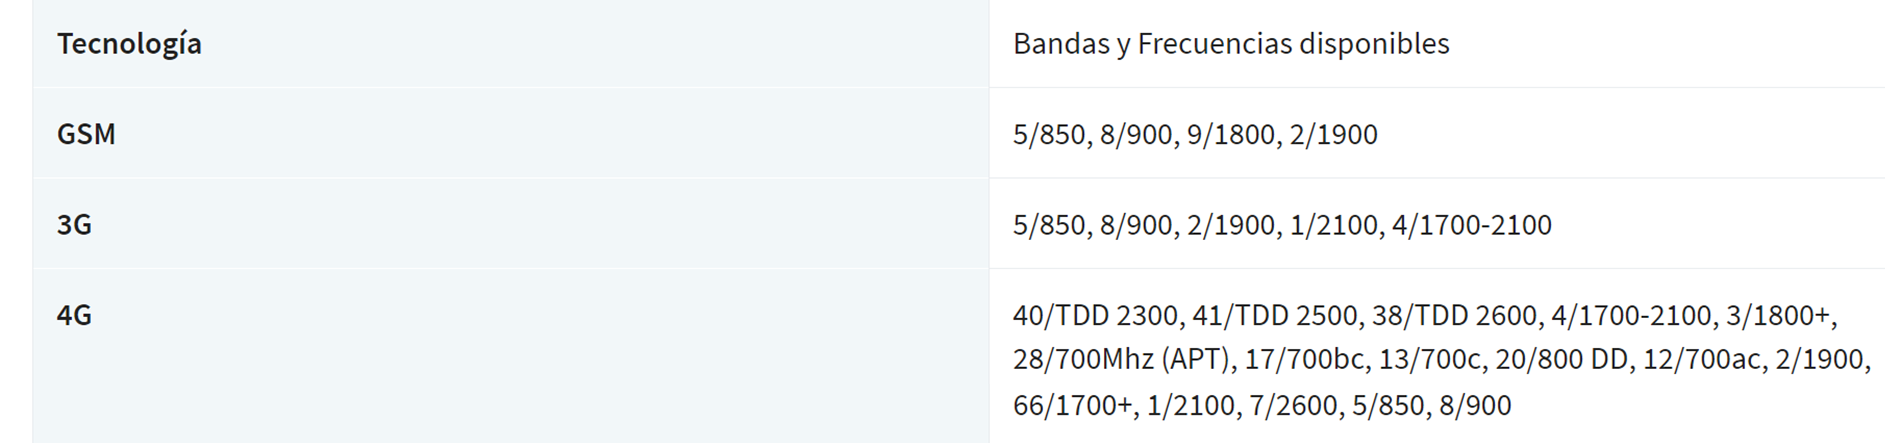 Tecnología Bandas y Frecuencias disponibles
GSM 5/850, 8/900, 9/1800, 2/1900
3G 5/850, 8/900, 2/1900, 1/2100, 4/1700-2100
4G 40/TDD 2300, 41/TDD 2500, 38/TDD 2600, 4/1700-2100, 3/1800+,
28/700Mhz (APT), 17/700bc, 13/700c, 20/800 DD, 12/700ac, 2/1900,
66/1700+, 1/2100, 7/2600, 5/850, 8/900